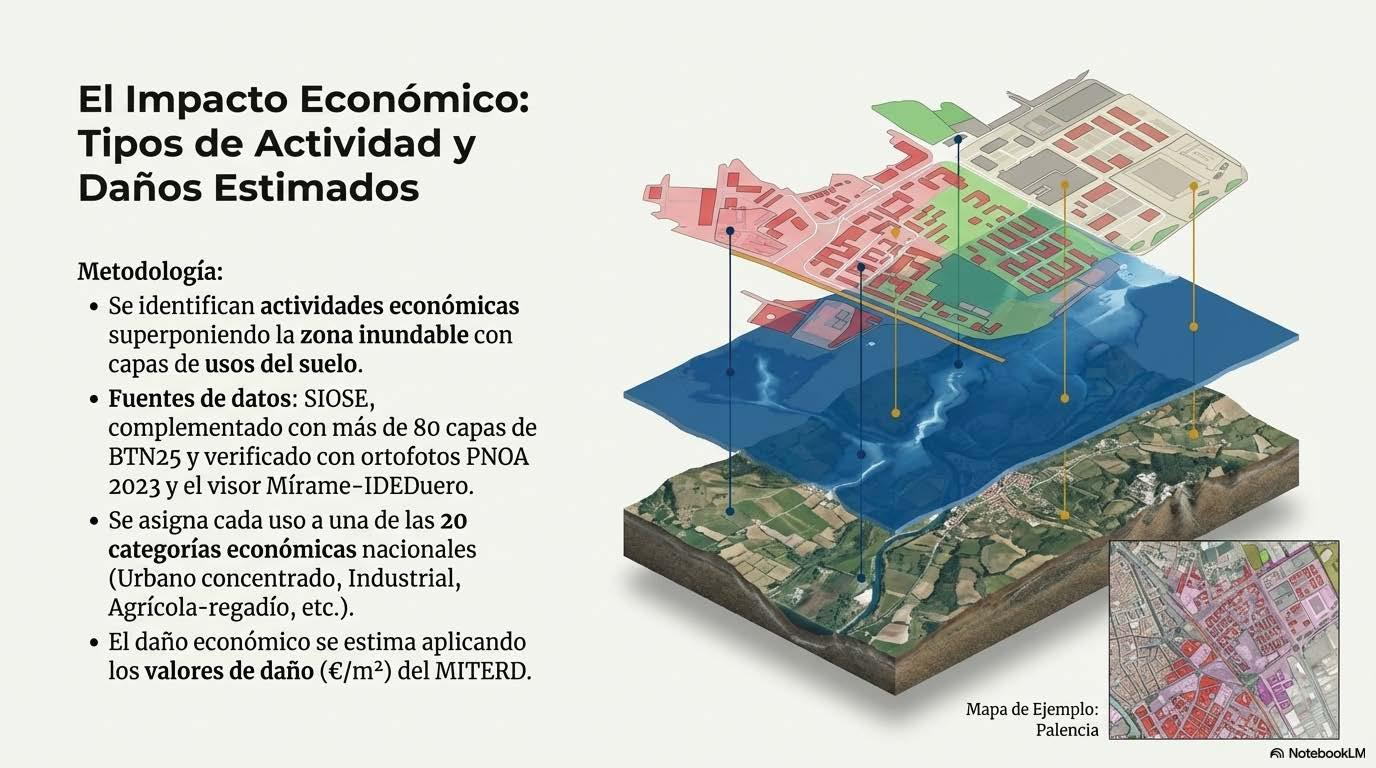 El Impacto Económico:
Tipos de Actividad y
Daños Estimados
Metodología:
• Se identifican actividades económicas
superponiendo la zona inundable con
capas de usos del suelo.
• Fuentes de datos: SIOSE,
complementado con más de 80 capas de
BTN25 y verificado con ortofotos PNOA
2023 y el visor Mírame-IDEDuero.
• Se asigna cada uso a una de las 20
categorías económicas nacionales
(Urbano concentrado, Industrial,
Agrícola-regadío, etc.).
• El daño económico se estima aplicando
los valores de daño (€/m²) del MITERD.
Mapa de Ejemplo:
Palencia
NotebookLM